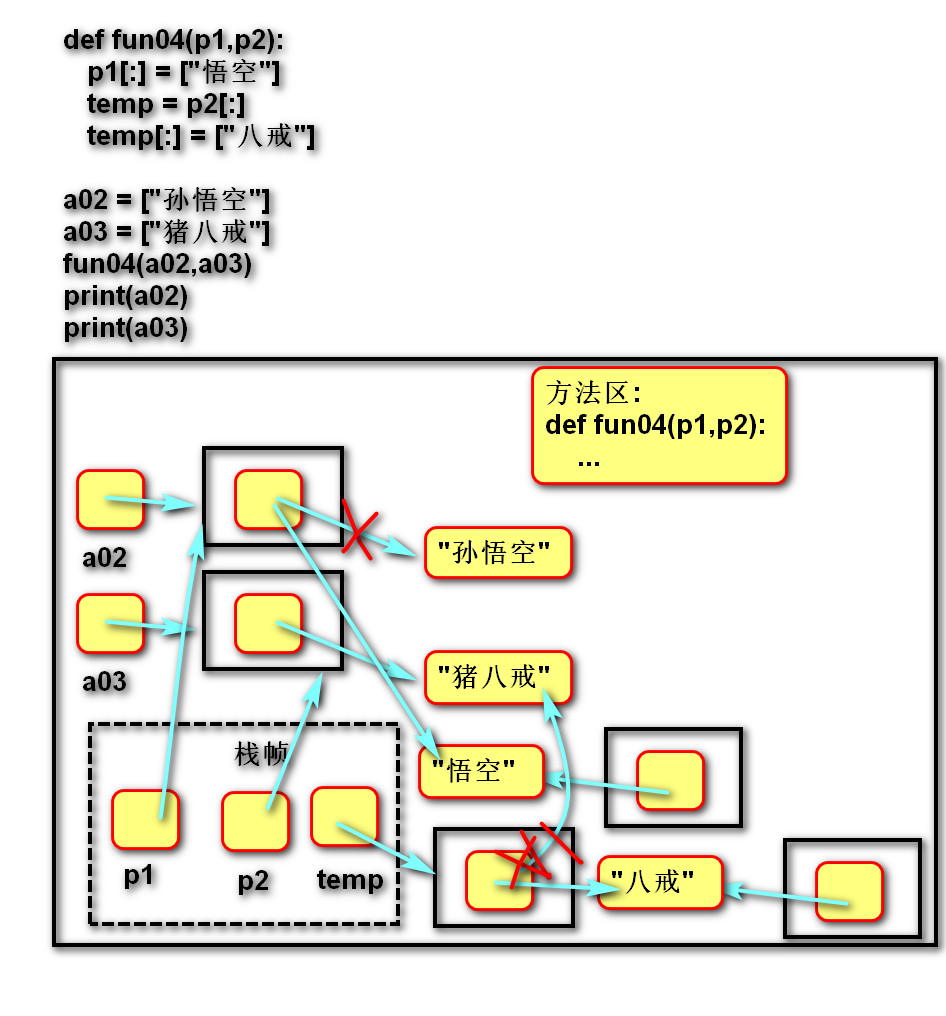 def fun04(p1,p2):
p1[:] = ["悟空"]
temp = p2[:]
temp[:] = ["八戒"]
a02 = ["孙悟空"]
a03 = ["猪八戒"]
fun04(a02,a03)
print(a02)
print(a03)
方法区:
def fun04(p1,p2):
...
a02
"孙悟空"
a03
"猪八戒"
栈帧
"悟空"
p1
p2
temp
"八戒"